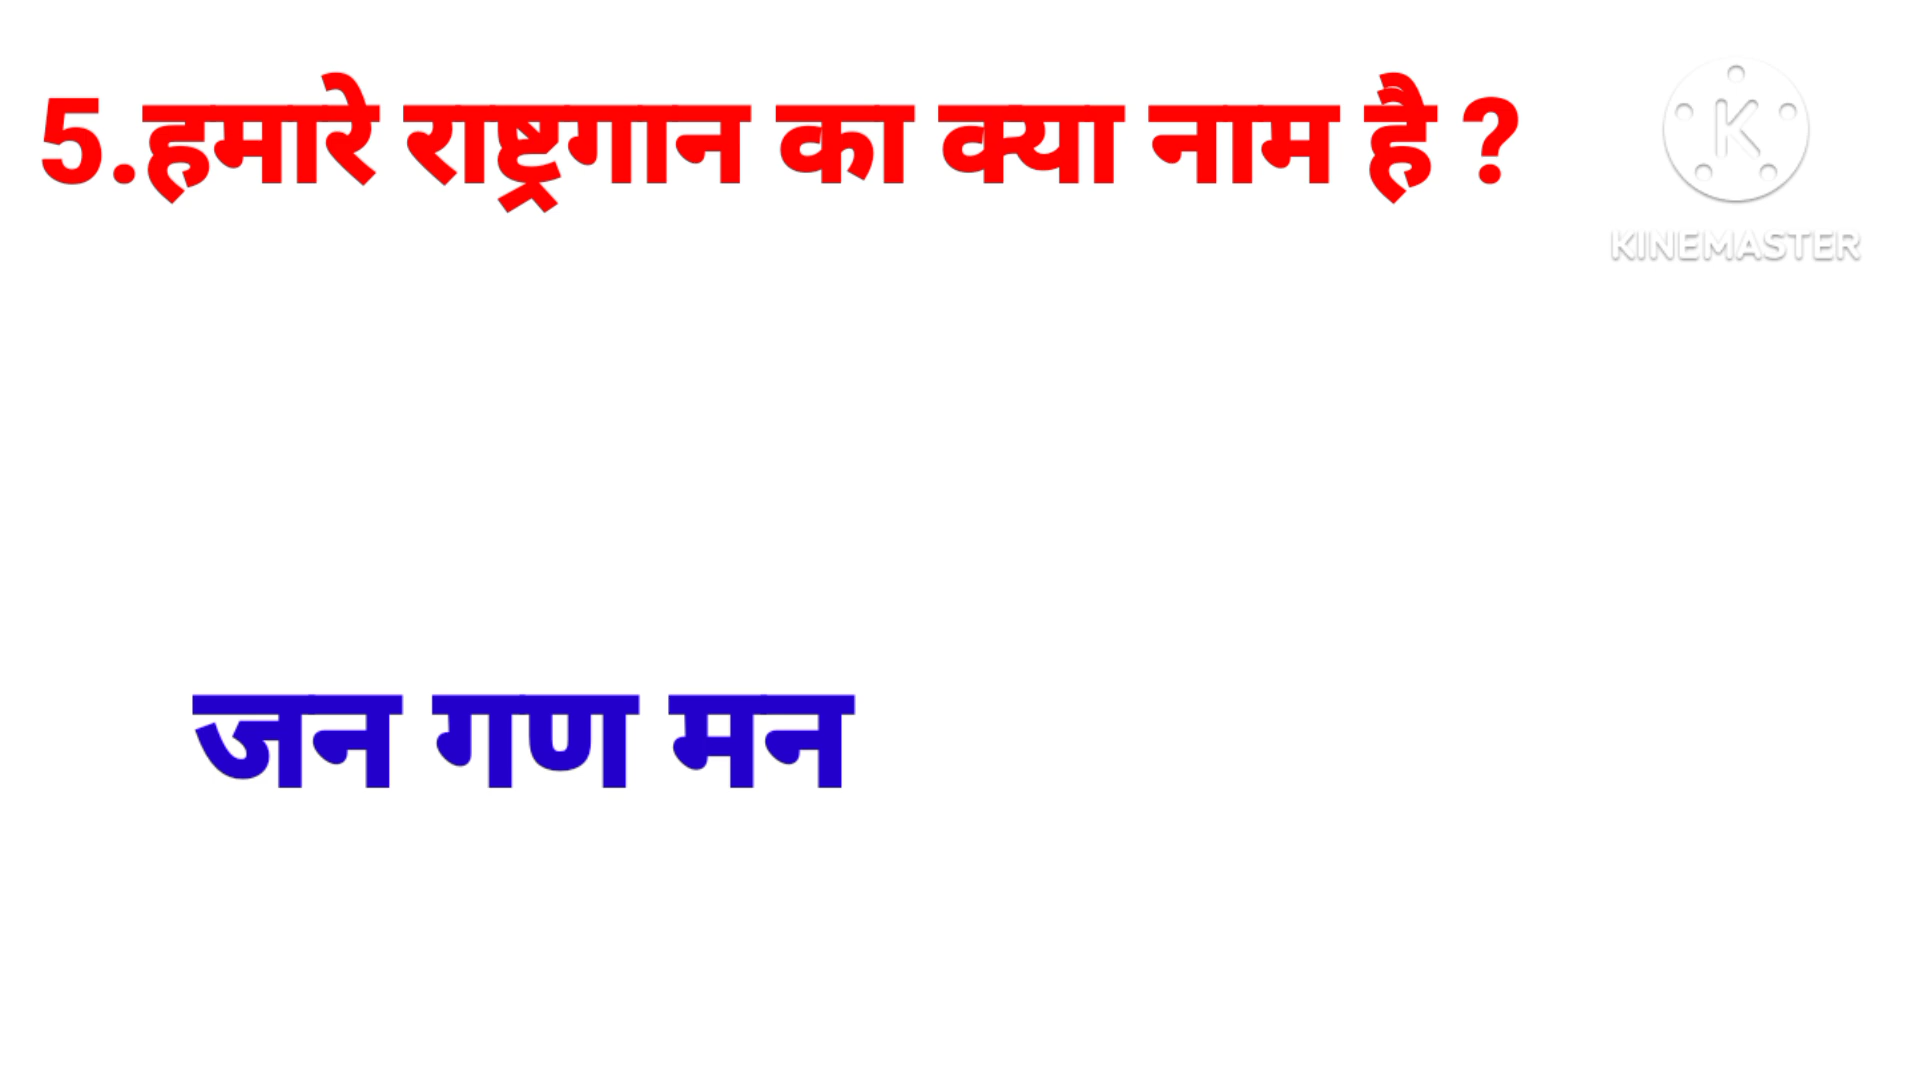 5.हमारे राष्ट्रगान का क्या नाम है ?
K
KINEMASTER
जन गण मन